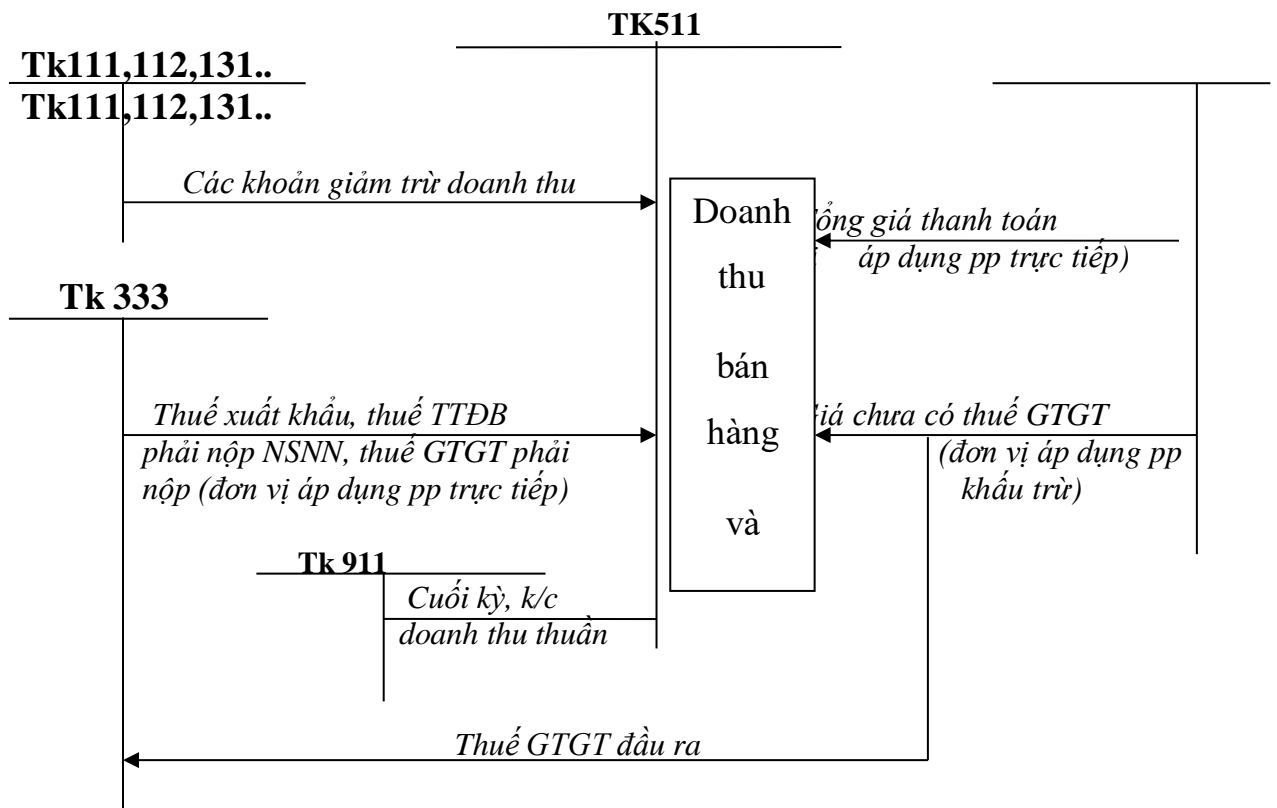 TK511
Tk111,112,131..
Tk111,112,131..
Các khoản giảm trừ doanh thu
Doanh
thu
bán
hàng
và
giá thanh toán
áp dụng pp trực tiếp)
Tk 333
Thuế xuất khẩu, thuế TTĐB
phải nộp NSNN, thuế GTGT phải
nộp (đơn vị áp dụng pp trực tiếp)
chưa có thuế GTGT
(đơn vị áp dụng pp
khấu trừ)
Tk 911
Cuối kỳ, k/c
doanh thu thuần
Thuế GTGT đầu ra